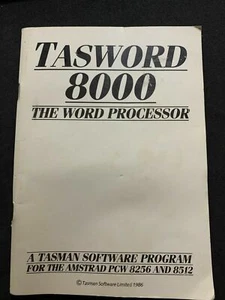 TASWORD
8000
THE WORD PROCESSOR
A TASMAN SOFTWARE PROGRAM
FOR THE AMSTRAD PCW 8256 AND 8512
©Tasman Software Limited 1986